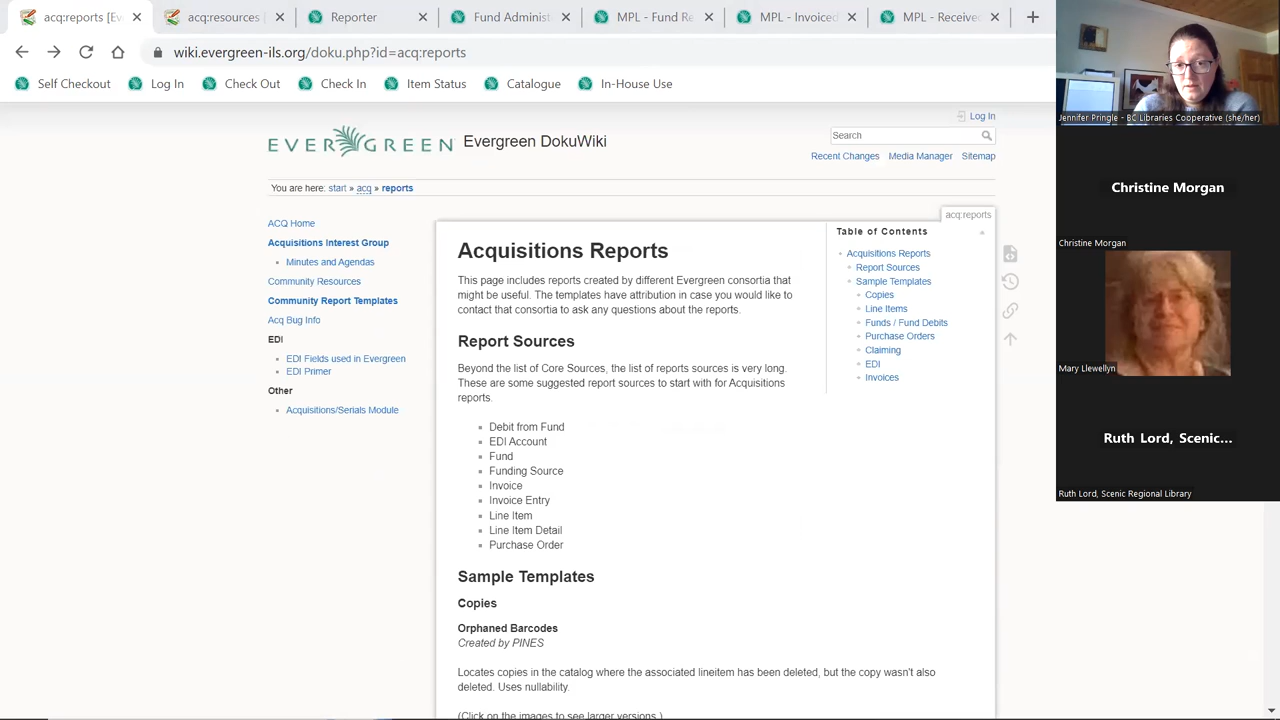 acq:reports [Ev
acq:resources
Reporter
Fund Adminis
MPL - Fund Re
MPL - Invoiced
MPL - Received
wiki.evergreen-ils.org/doku.php?id=acq:reports
Self Checkout
Log In
Check Out
Check In
Item Status
Catalogue
In-House Use
Log In
EVERGREEN
Evergreen DokuWiki
Search
Recent Changes
Media Manager
Sitemap
You are here: start » acq » reports
ACQ Home
Acquisitions Interest Group
Minutes and Agendas
Community Resources
Community Report Templates
Acq Bug Info
EDI
EDI Fields used in Evergreen
EDI Primer
Other
Acquisitions/Serials Module
acq:reports
Table of Contents
Acquisitions Reports
Report Sources
Sample Templates
Copies
Line Items
Funds / Fund Debits
Purchase Orders
Claiming
EDI
Invoices
Acquisitions Reports
This page includes reports created by different Evergreen consortia that
might be useful. The templates have attribution in case you would like to
contact that consortia to ask any questions about the reports.
Report Sources
Beyond the list of Core Sources, the list of reports sources is very long.
These are some suggested report sources to start with for Acquisitions
reports.
Debit from Fund
EDI Account
Fund
Funding Source
Invoice
Invoice Entry
Line Item
Line Item Detail
Purchase Order
Sample Templates
Copies
Orphaned Barcodes
Created by PINES
Locates copies in the catalog where the associated lineitem has been deleted, but the copy wasn't also
deleted. Uses nullability.
(Click on the images to see larger versions.)
Jennifer Pringle - BC Libraries Cooperative (she/her)
Christine Morgan
Christine Morgan
Mary Llewellyn
Ruth Lord, Scenic...
Ruth Lord, Scenic Regional Library